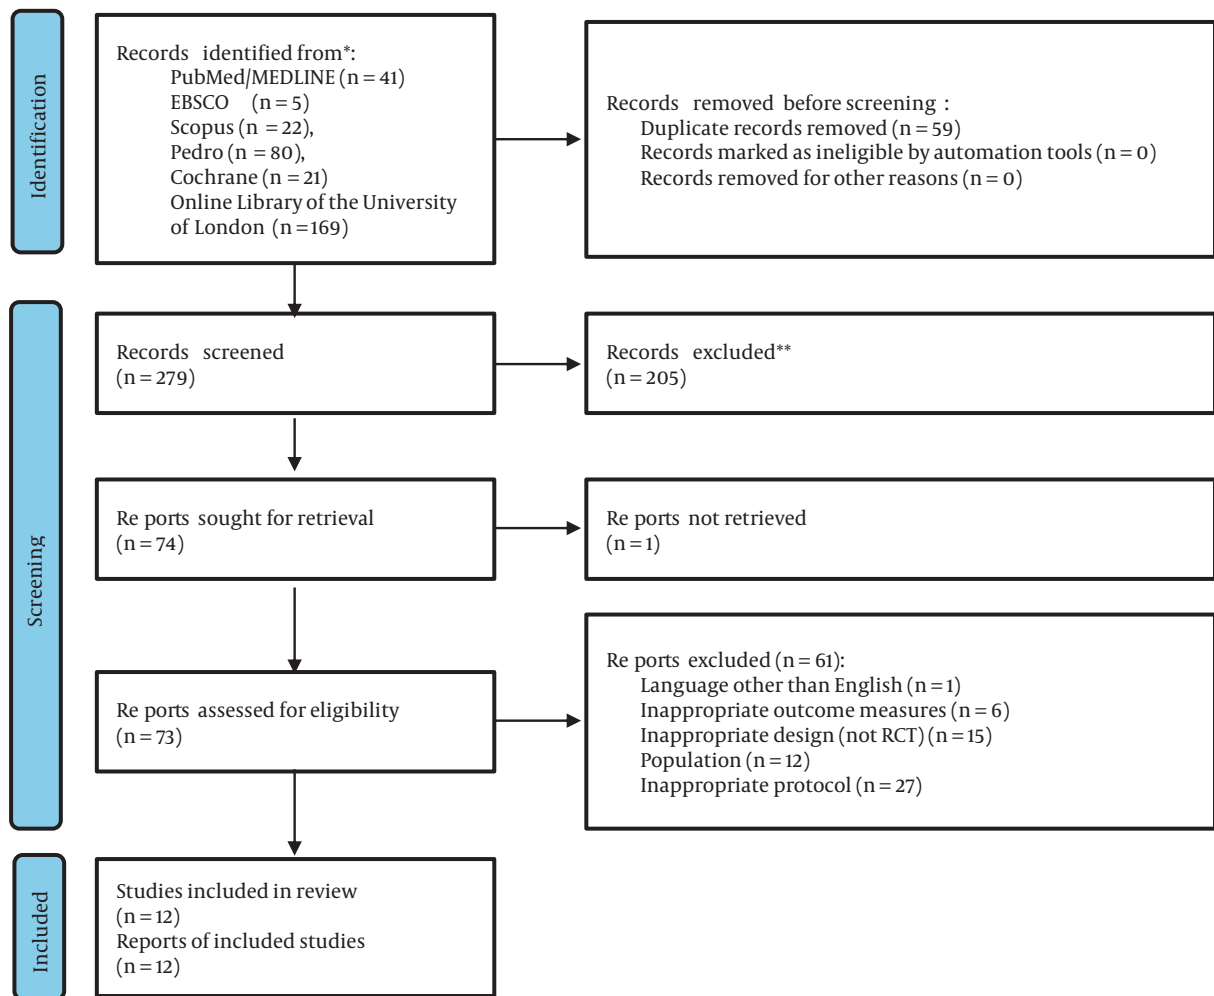 Identification
Records identified from*:
PubMed/MEDLINE (n = 41)
EBSCO (n = 5)
Scopus (n = 22),
Pedro (n = 80),
Cochrane (n = 21)
Online Library of the University
of London (n = 169)
Records removed before screening :
Duplicate records removed (n = 59)
Records marked as ineligible by automation tools (n = 0)
Records removed for other reasons (n = 0)
Screening
Records screened
(n = 279)
Records excluded**
(n = 205)
Re ports sought for retrieval
(n = 74)
Re ports not retrieved
(n = 1)
Re ports assessed for eligibility
(n = 73)
Re ports excluded (n = 61):
Language other than English (n = 1)
Inappropriate outcome measures (n = 6)
Inappropriate design (not RCT) (n = 15)
Population (n = 12)
Inappropriate protocol (n = 27)
Included
Studies included in review
(n = 12)
Reports of included studies
(n = 12)